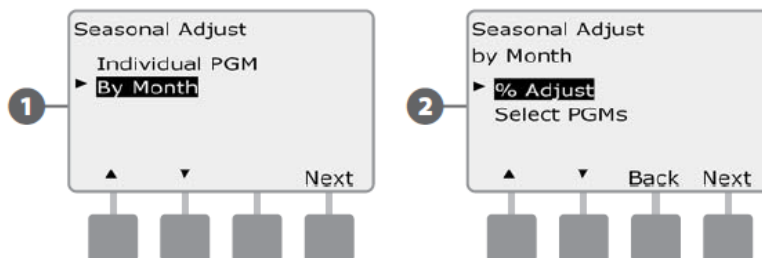 Seasonal Adjust
Individual PGM
► By Month
1
▲ ▼ Next
Seasonal Adjust
by Month
► % Adjust
Select PGMs
2
▲ ▼ Back Next